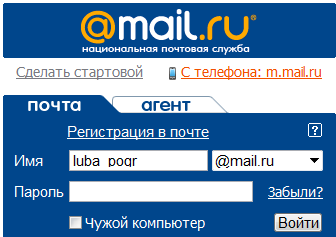 @mail.ru®
национальная почтовая служба
Сделать стартовой С телефона: m.mail.ru
почта агент
Регистрация в почте ?
Имя luba_pogr @mail.ru
Пароль Забыли?
Чужой компьютер Войти